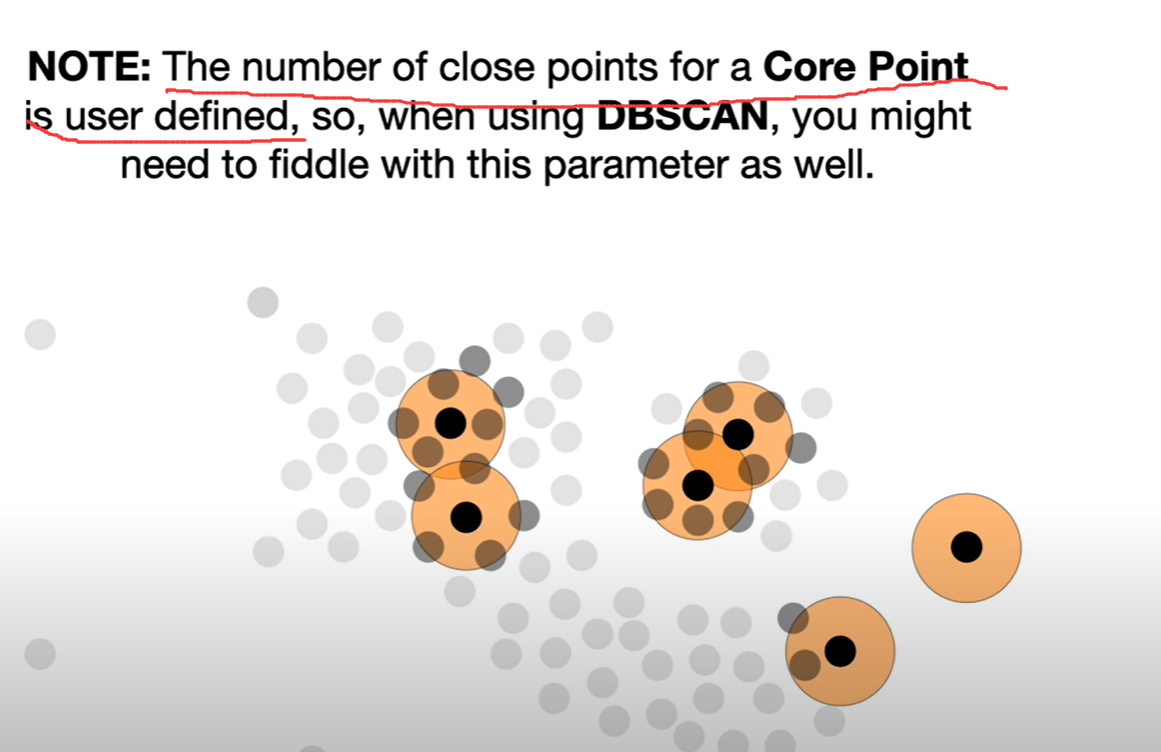 NOTE: The number of close points for a Core Point
is user defined, so, when using DBSCAN, you might
need to fiddle with this parameter as well.